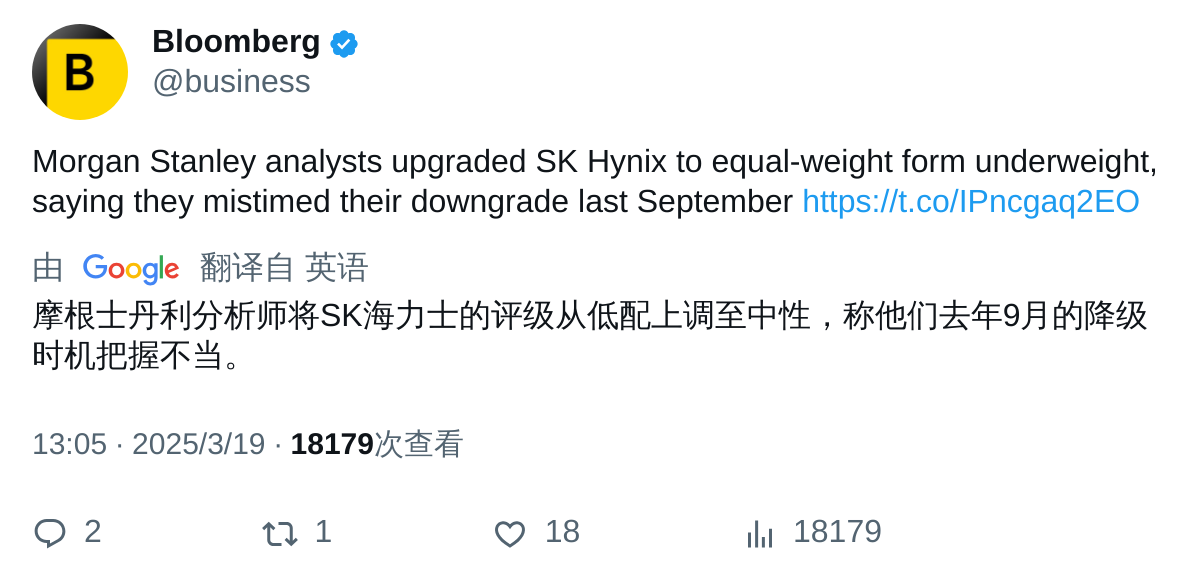 B
Bloomberg
@business
Morgan Stanley analysts upgraded SK Hynix to equal-weight form underweight,
saying they mistimed their downgrade last September https://t.co/IPncgaq2EO
由 Google 翻译自 英语
摩根士丹利分析师将SK海力士的评级从低配上调至中性，称他们去年9月的降级
时机把握不当。
13:05 · 2025/3/19 · 18179次查看
2 1 18 18179